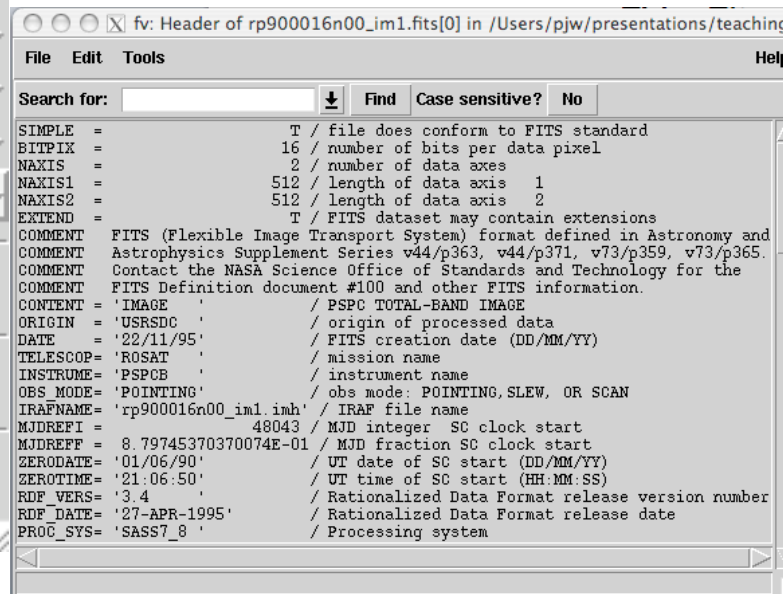 X fv: Header of rp900016n00_im1.fits[0] in /Users/pjw/presentations/teaching
File Edit Tools Help
Search for: Find Case sensitive? No
SIMPLE  =                    T / file does conform to FITS standard
BITPIX  =                   16 / number of bits per data pixel
NAXIS   =                    2 / number of data axes
NAXIS1  =                  512 / length of data axis   1
NAXIS2  =                  512 / length of data axis   2
EXTEND  =                    T / FITS dataset may contain extensions
COMMENT   FITS (Flexible Image Transport System) format defined in Astronomy and
COMMENT   Astrophysics Supplement Series v44/p363, v44/p371, v73/p359, v73/p365.
COMMENT   Contact the NASA Science Office of Standards and Technology for the
COMMENT   FITS Definition document #100 and other FITS information.
CONTENT = 'IMAGE   '           / PSPC TOTAL-BAND IMAGE
ORIGIN  = 'USRSDC  '           / origin of processed data
DATE    = '22/11/95'           / FITS creation date (DD/MM/YY)
TELESCOP= 'ROSAT   '           / mission name
INSTRUME= 'PSPCB   '           / instrument name
OBS_MODE= 'POINTING'           / obs mode: POINTING,SLEW, OR SCAN
IRAFNAME= 'rp900016n00_im1.imh' / IRAF file name
MJDREFI =                48043 / MJD integer  SC clock start
MJDREFF =  8.79745370370074E-01 / MJD fraction SC clock start
ZERODATE= '01/06/90'           / UT date of SC start (DD/MM/YY)
ZEROTIME= '21:06:50'           / UT time of SC start (HH:MM:SS)
RDF_VERS= '3.4     '           / Rationalized Data Format release version number
RDF_DATE= '27-APR-1995'        / Rationalized Data Format release date
PROC_SYS= 'SASS7_8 '           / Processing system